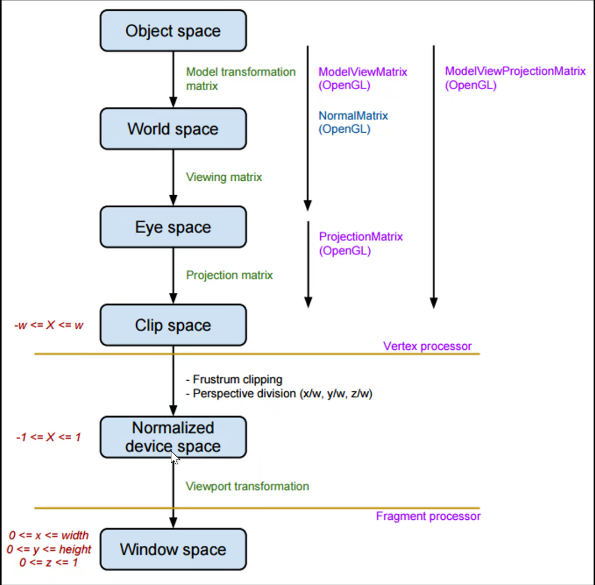 Object space
Model transformation
matrix
ModelViewMatrix
(OpenGL)
ModelViewProjectionMatrix
(OpenGL)
NormalMatrix
(OpenGL)
World space
Viewing matrix
Eye space
ProjectionMatrix
(OpenGL)
Projection matrix
-w <= X <= w
Clip space
Vertex processor
- Frustrum clipping
- Perspective division (x/w, y/w, z/w)
-1 <= X <= 1
Normalized
device space
Viewport transformation
Fragment processor
0 <= x <= width
0 <= y <= height
0 <= z <= 1
Window space